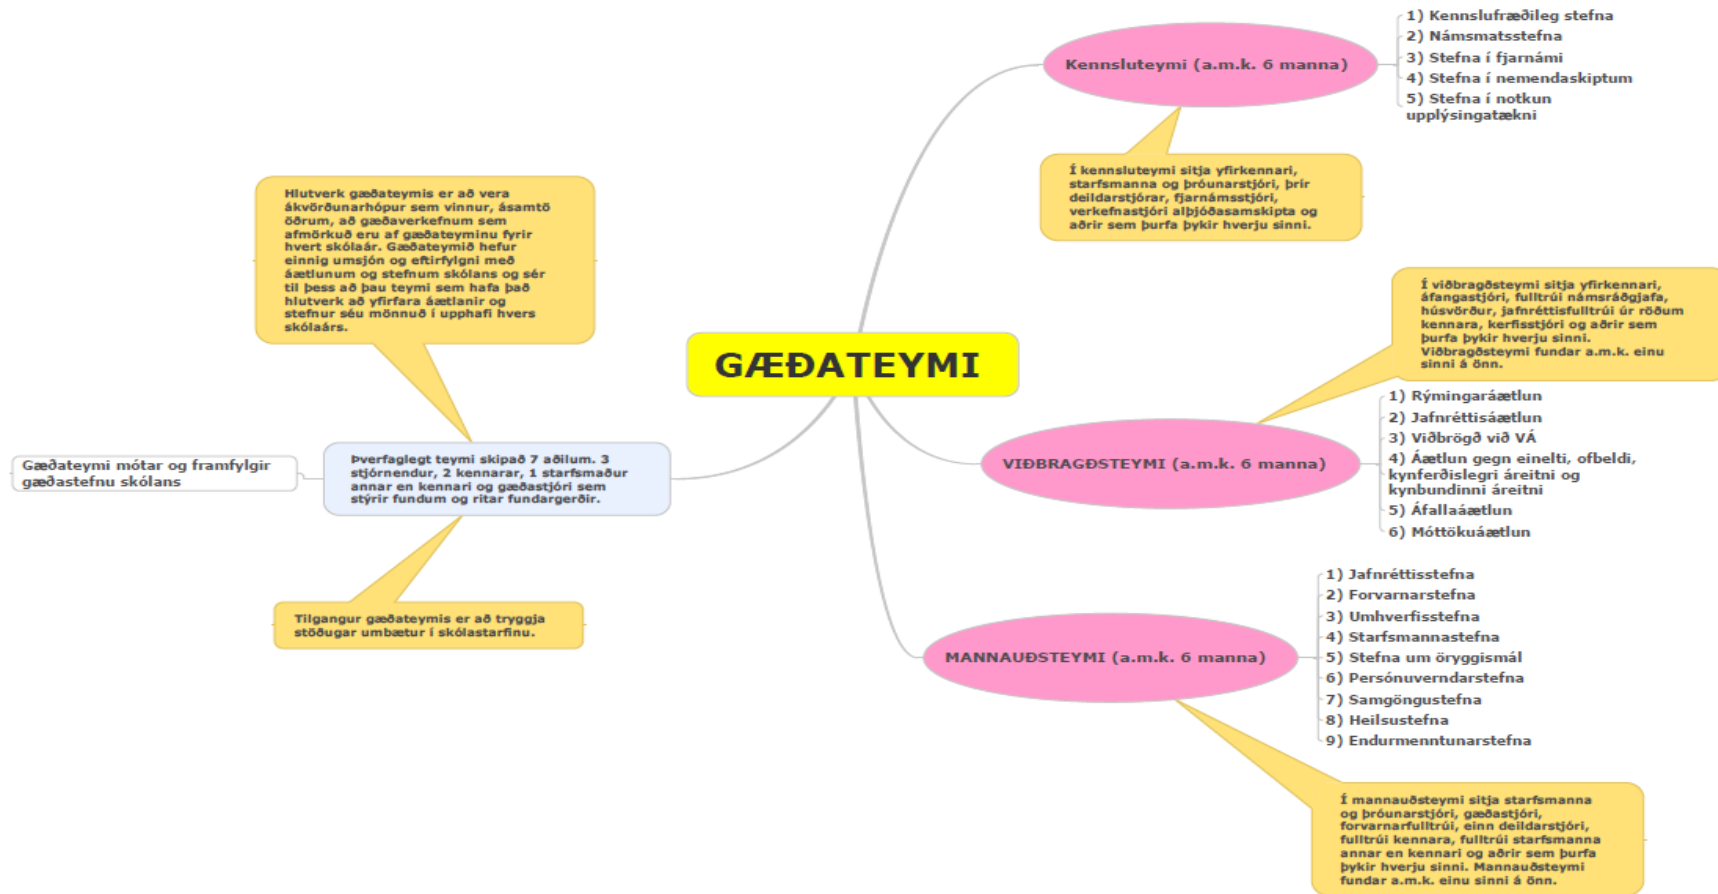 GÆÐATEYMI
Kennsluteymi (a.m.k. 6 manna)
1) Kennslufræðileg stefna
2) Námsmatsstefna
3) Stefna í fjarnámi
4) Stefna í nemendaskiptum
5) Stefna í notkun
upplýsingatækni
Í kennsluteymi sitja yfirkennari,
starfsmanna og þróunarstjóri, þrír
deildarstjórar, fjarnámsstjóri,
verkefnastjóri alþjóðasamskipta og
aðrir sem þurfa þykir hverju sinni.
Í viðbragðsteymi sitja yfirkennari,
áfangastjóri, fulltrúi námsráðgjafa,
húsvörður, jafnréttisfulltrúi úr röðum
kennara, kerfisstjóri og aðrir sem
þurfa þykir hverju sinni.
Viðbragðsteymi fundar a.m.k. einu
sinni á önn.
VIÐBRAGÐSTEYMI (a.m.k. 6 manna)
1) Rýmingaráætlun
2) Jafnréttisáætlun
3) Viðbrögð við VÁ
4) Áætlun gegn einelti, ofbeldi,
kynferðislegri áreitni og
kynbundinni áreitni
5) Áfallaáætlun
6) Móttökuáætlun
MANNAUÐSTEYMI (a.m.k. 6 manna)
1) Jafnréttisstefna
2) Forvarnarstefna
3) Umhverfisstefna
4) Starfsmannastefna
5) Stefna um öryggismál
6) Persónuverndarstefna
7) Samgöngustefna
8) Heilsustefna
9) Endurmenntunarstefna
Í mannauðsteymi sitja starfsmanna
og þróunarstjóri, gæðastjóri,
forvarnarfulltrúi, einn deildarstjóri,
fulltrúi kennara, fulltrúi starfsmanna
annar en kennari og aðrir sem þurfa
þykir hverju sinni. Mannauðsteymi
fundar a.m.k. einu sinni á önn.
Hlutverk gæðateymis er að vera
ákvörðunarhópur sem vinnur, ásamtö
öðrum, að gæðaverkefnum sem
afmörkuð eru af gæðateyminu fyrir
hvert skólaár. Gæðateymið hefur
einnig umsjón og eftirfylgni með
áætlunum og stefnum skólans og sér
til þess að þau teymi sem hafa það
hlutverk að yfirfara áætlanir og
stefnur séu mönnuð í upphafi hvers
skólaárs.
Þverfaglegt teymi skipað 7 aðilum. 3
stjórnendur, 2 kennarar, 1 starfsmaður
annar en kennari og gæðastjóri sem
stýrir fundum og ritar fundargerðir.
Gæðateymi mótar og framfylgir
gæðastefnu skólans
Tilgangur gæðateymis er að tryggja
stöðugar umbætur í skólastarfinu.